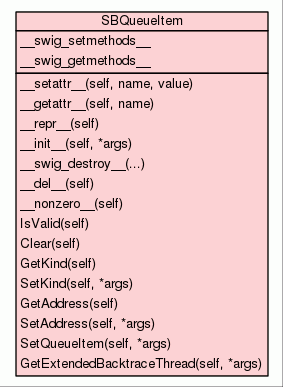 SBQueueItem
__swig_setmethods__
__swig_getmethods__
__setattr__(self, name, value)
__getattr__(self, name)
__repr__(self)
__init__(self, *args)
__swig_destroy__(...)
__del__(self)
__nonzero__(self)
IsValid(self)
Clear(self)
GetKind(self)
SetKind(self, *args)
GetAddress(self)
SetAddress(self, *args)
SetQueueItem(self, *args)
GetExtendedBacktraceThread(self, *args)